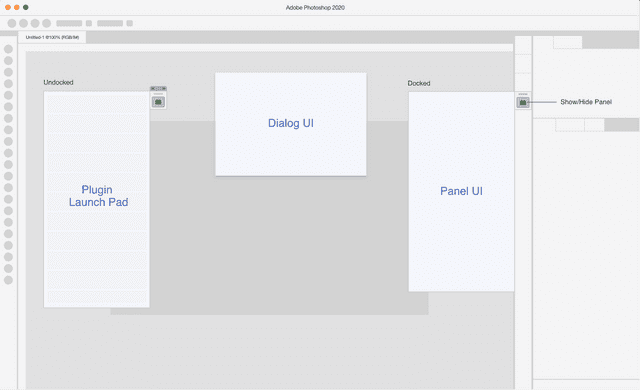 Adobe Photoshop 2020
Untitled-1 @100% (RGB/8#)
Undocked
Docked
Show/Hide Panel
Dialog UI
Plugin
Launch Pad
Panel UI